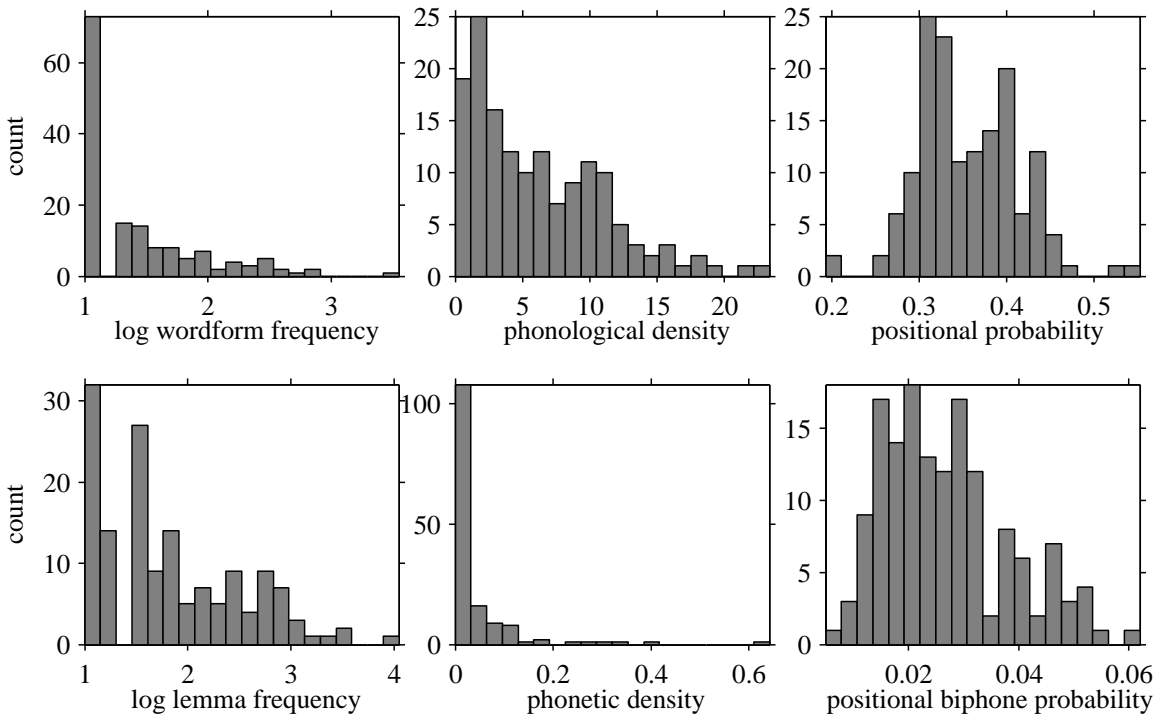 60
40
20
0
count
1 2 3
log wordform frequency
25
20
15
10
5
0
0 5 10 15 20
phonological density
25
20
15
10
5
0
0.2 0.3 0.4 0.5
positional probability
30
20
10
0
count
1 2 3 4
log lemma frequency
100
50
0
0 0.2 0.4 0.6
phonetic density
15
10
5
0
0.02 0.04 0.06
positional biphone probability